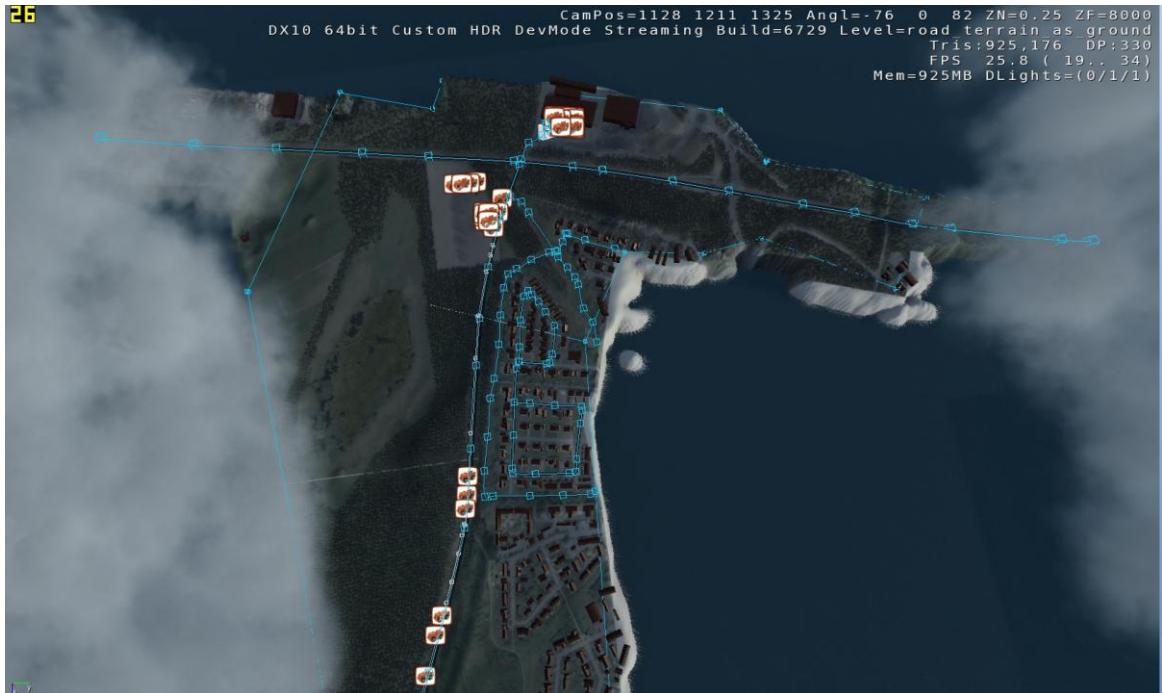 26
CamPos=1128 1211 1325 Angl=-76 0 82 ZN=0.25 ZF=8000
DX10 64bit Custom HDR DevMode Streaming Build=6729 Level=road_terrain_as_ground
Tris:925,176 DP:330
FPS 25.8 ( 19.. 34)
Mem=925MB DLights=(0/1/1)